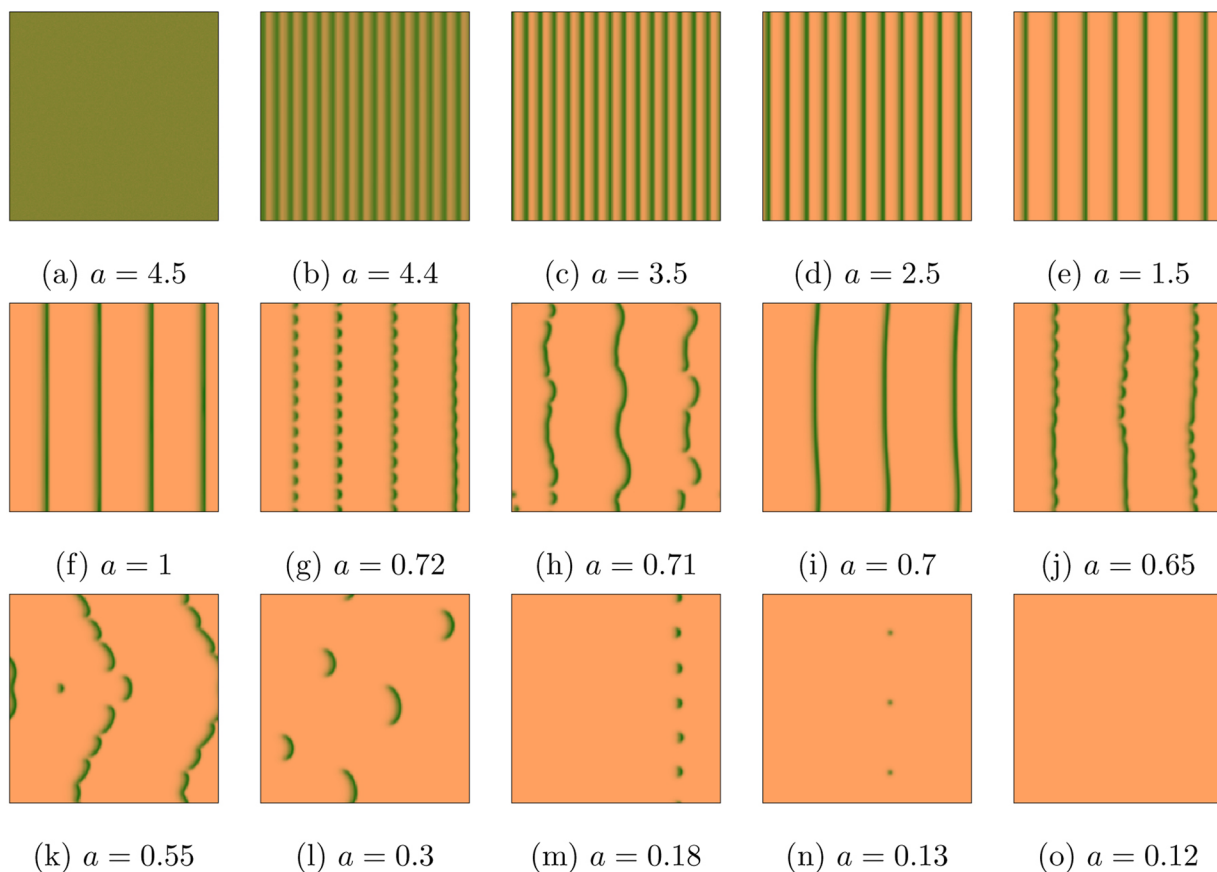 (a) a = 4.5
(b) a = 4.4
(c) a = 3.5
(d) a = 2.5
(e) a = 1.5
(f) a = 1
(g) a = 0.72
(h) a = 0.71
(i) a = 0.7
(j) a = 0.65
(k) a = 0.55
(l) a = 0.3
(m) a = 0.18
(n) a = 0.13
(o) a = 0.12